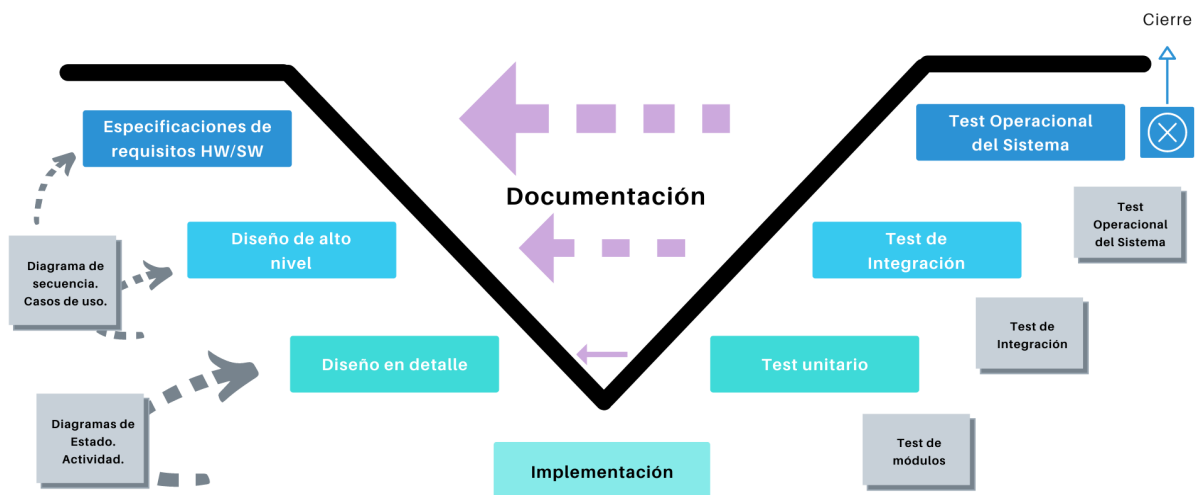 Cierre
Especificaciones de
requisitos HW/SW
Test Operacional
del Sistema
Documentación
Test
Operacional
del Sistema
Diseño de alto
nivel
Test de
Integración
Diagrama de
secuencia.
Casos de uso.
Test de
Integración
Diseño en detalle
Test unitario
Diagramas de
Estado.
Actividad.
Test de
módulos
Implementación